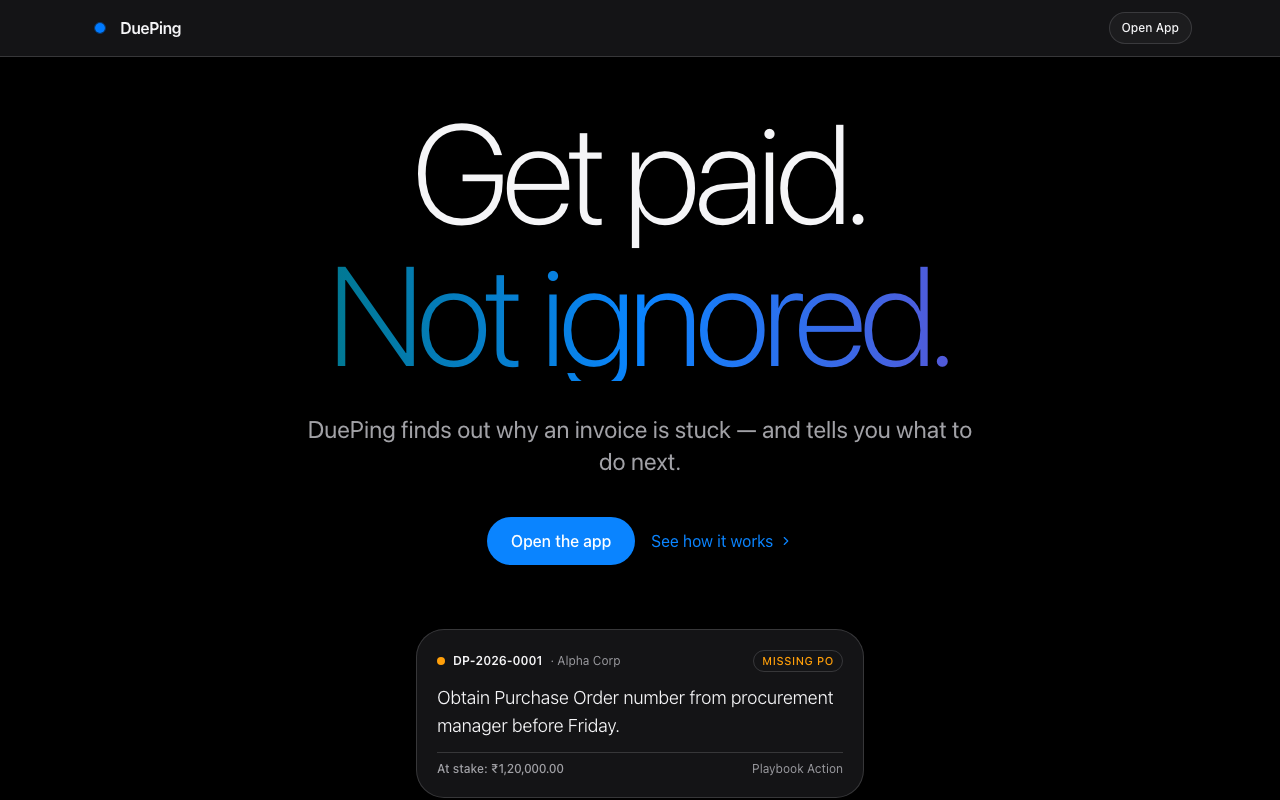 DuePing
Open App
Get paid.
Not ignored.
DuePing finds out why an invoice is stuck — and tells you what to
do next.
Open the app
See how it works ›
DP-2026-0001 · Alpha Corp
MISSING PO
Obtain Purchase Order number from procurement
manager before Friday.
At stake: ₹1,20,000.00
Playbook Action